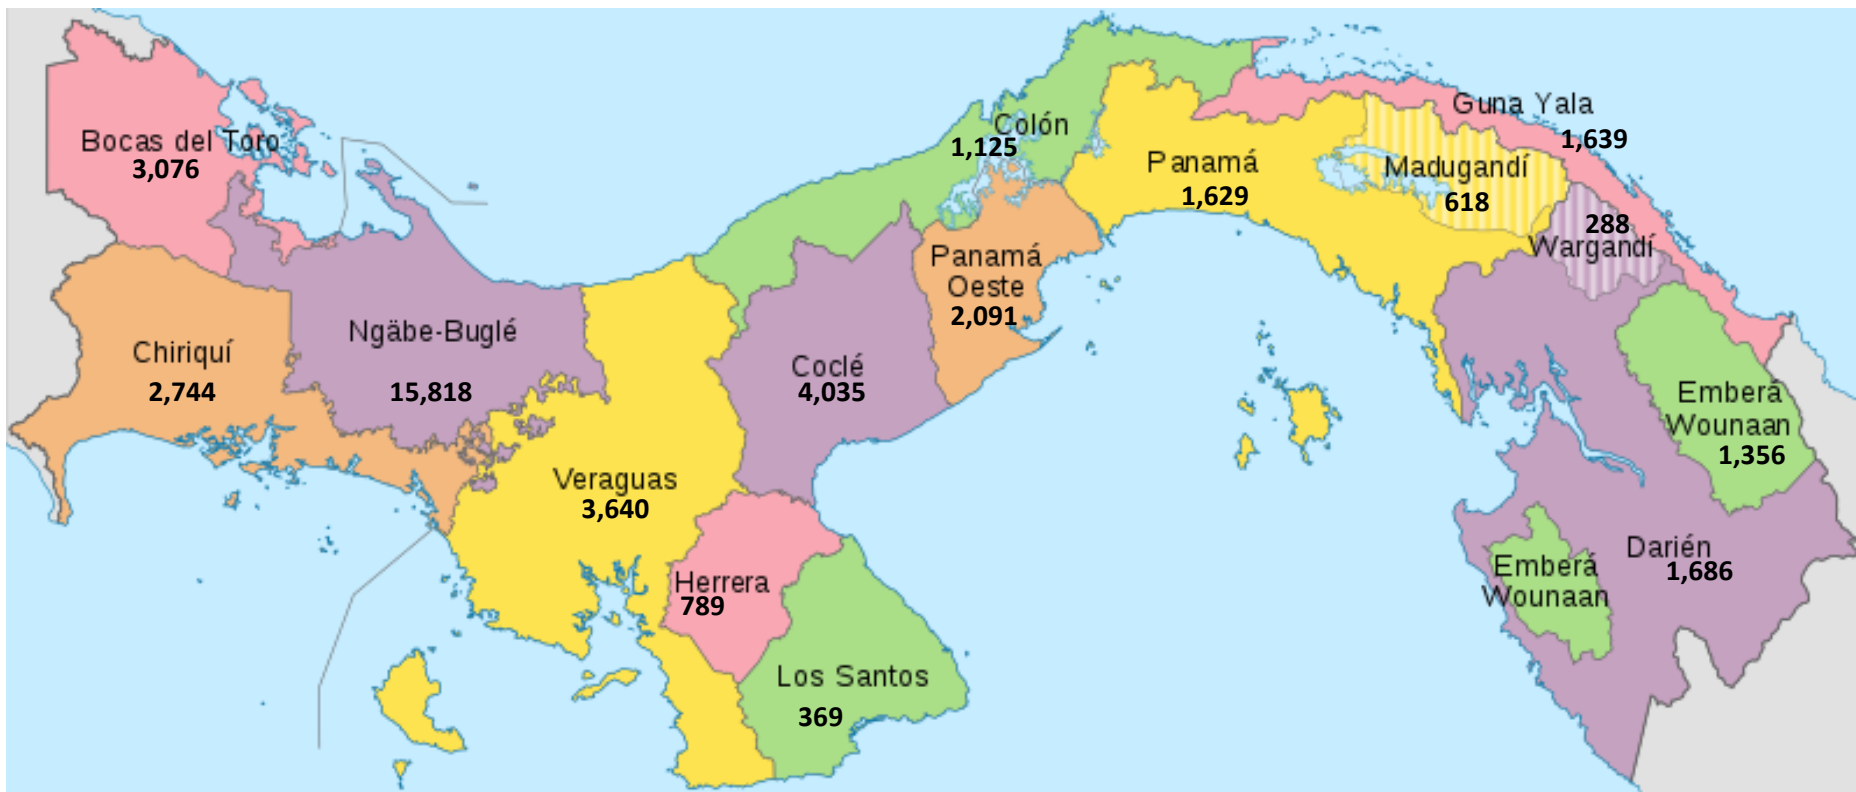 Bocas del Toro
3,076
Chiriquí
2,744
Ngäbe-Buglé
15,818
Veraguas
3,640
Herrera
789
Los Santos
369
Coclé
4,035
Colón
1,125
Panamá
Oeste
2,091
Panamá
1,629
Guna Yala
1,639
Madugandí
618
288
Wargandí
Emberá
Wounaan
1,356
Darién
1,686
Emberá
Wounaan